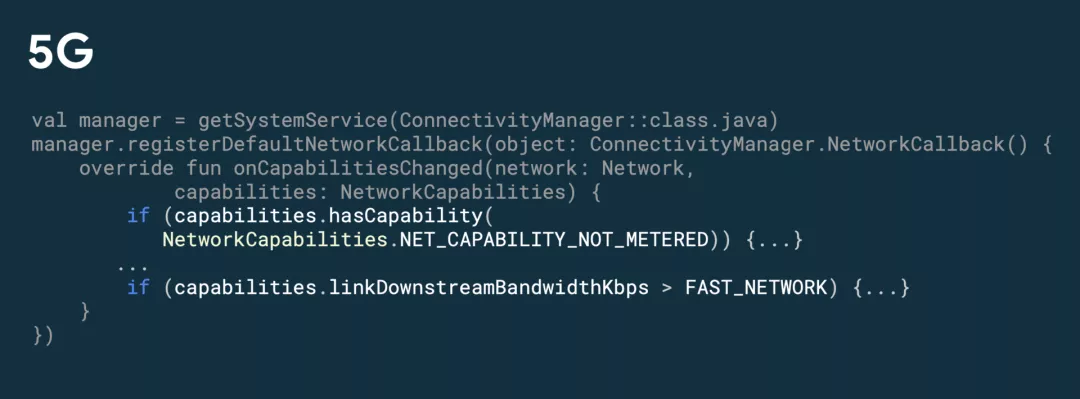 5G
val manager = getSystemService(ConnectivityManager::class.java)
manager.registerDefaultNetworkCallback(object: ConnectivityManager.NetworkCallback() {
    override fun onCapabilitiesChanged(network: Network,
            capabilities: NetworkCapabilities) {
        if (capabilities.hasCapability(
           NetworkCapabilities.NET_CAPABILITY_NOT_METERED)) {...}
       ...
        if (capabilities.linkDownstreamBandwidthKbps > FAST_NETWORK) {...}
    }
})